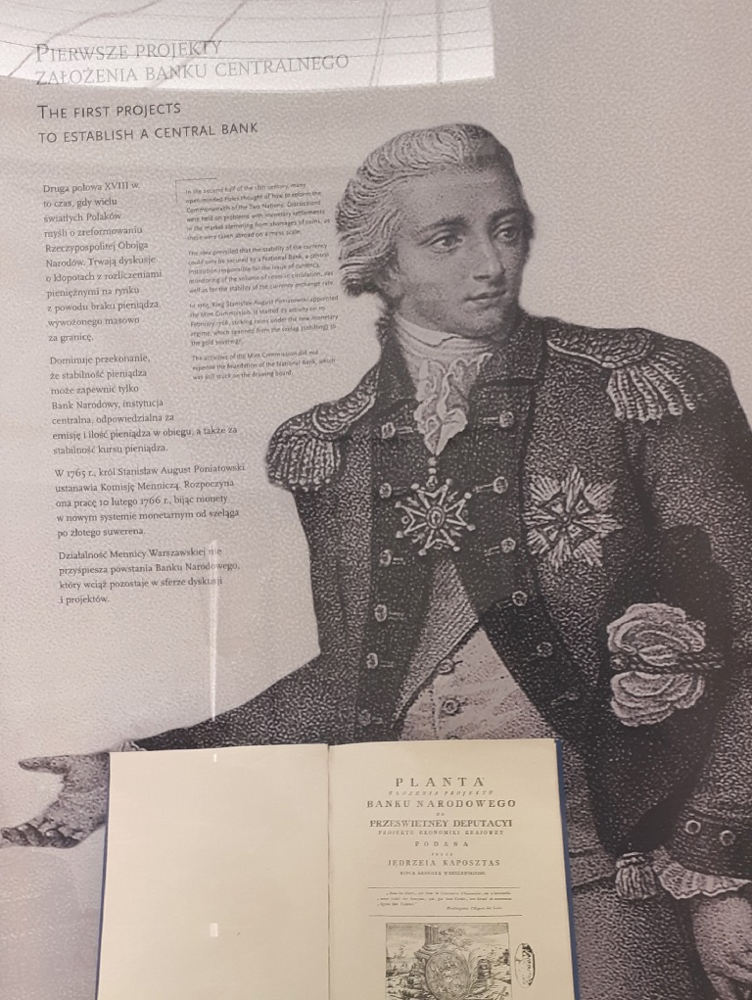 PIERWSZE PROJEKTY
ZAŁOŻENIA BANKU CENTRALNEGO
THE FIRST PROJECTS
TO ESTABLISH A CENTRAL BANK
Druga połowa XVIII w.
to czas, gdy wielu
światłych Polaków
myśli o zreformowaniu
Rzeczypospolitej Obojga
Narodów. Trwają dyskusje
o kłopotach z rozliczeniami
pieniężnymi na rynku
z powodu braku pieniądza,
wywożonego masowo
za granicę.
Dominuje przekonanie,
że stabilność pieniądza
może zapewnić tylko
Bank Narodowy, instytucja
centralna, odpowiedzialna za
emisję i ilość pieniądza w obiegu, a także za
stabilność kursu pieniądza.
W 1765 r., król Stanisław August Poniatowski
ustanawia Komisję Menniczą. Rozpoczyna
ona pracę 10 lutego 1766 r., bijąc monety
w nowym systemie monetarnym od szeląga
po złotego suwerena.
Działalność Mennicy Warszawskiej nie
przyspiesza powstania Banku Narodowego,
który wciąż pozostaje w sferze dyskusji
i projektów.
In the second half of the 18th century, many
open-minded Poles thought of how to reform the
Commonwealth of the Two Nations. Discussions
were held on problems with monetary settlements
in the market stemming from shortages of coins, as
these were taken abroad on a mass scale.
The idea prevailed that the stability of the currency
could only be secured by a National Bank, a central
institution responsible for the issue of currency,
monitoring of the volume of coins in circulation, as
well as for the stability of the currency exchange rate.
In 1765, King Stanisław August Poniatowski appointed
the Mint Commission. It started its activity on 10
February 1766, striking coins under the new monetary
regime, which spanned from the szeląg (schilling) to
the gold sovereign.
The activities of the Mint Commission did not
expedite the foundation of the National Bank, which
was still stuck on the drawing board.
PLANTA
UŁOŻENIA PROJEKTU
BANKU NARODOWEGO
DO
PRZESWIETNEY DEPUTACYI
PROJEKTU EKONOMIKI KRAJOWEY
PODANA
PRZEZ
JĘDRZEIA KAPOSZTAS